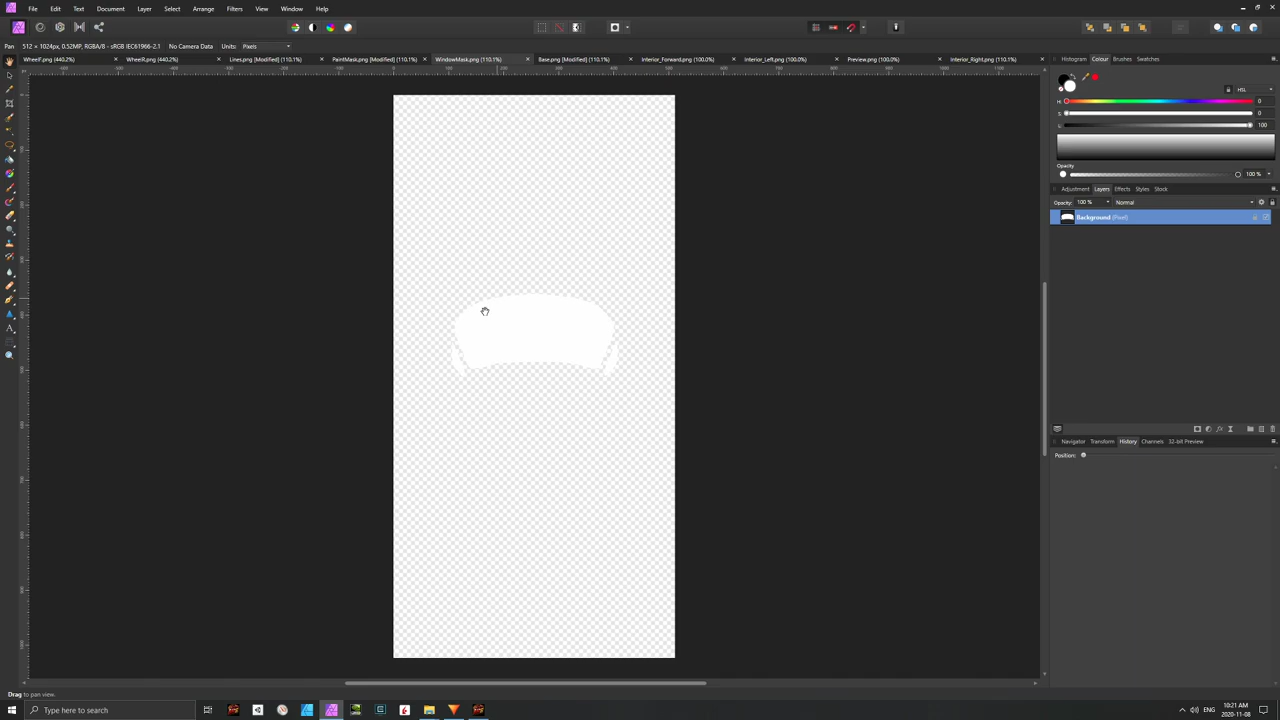 File Edit Text Document Layer Select Arrange Filters View Window Help
Pan 512 × 1024px, 0.52MP, RGBA/8 - sRGB IEC61966-2.1 No Camera Data Units: Pixels
WheelF.png (440.2%) WheelR.png (440.2%) Lines.png [Modified] (110.1%) PaintMask.png [Modified] (110.1%) WindowMask.png (110.1%) Base.png [Modified] (110.1%) Interior_Forward.png (100.0%) Interior_Left.png (100.0%) Preview.png (100.0%) Interior_Right.png (110.1%)
Histogram Colour Brushes Swatches
HSL
H: 0
S: 0
L: 100
Opacity
100 %
Adjustment Layers Effects Styles Stock
Opacity: 100 % Normal
Background (Pixel)
Navigator Transform History Channels 32-bit Preview
Position:
Drag to pan view.
Type here to search
ENG
10:21 AM
2020-11-08